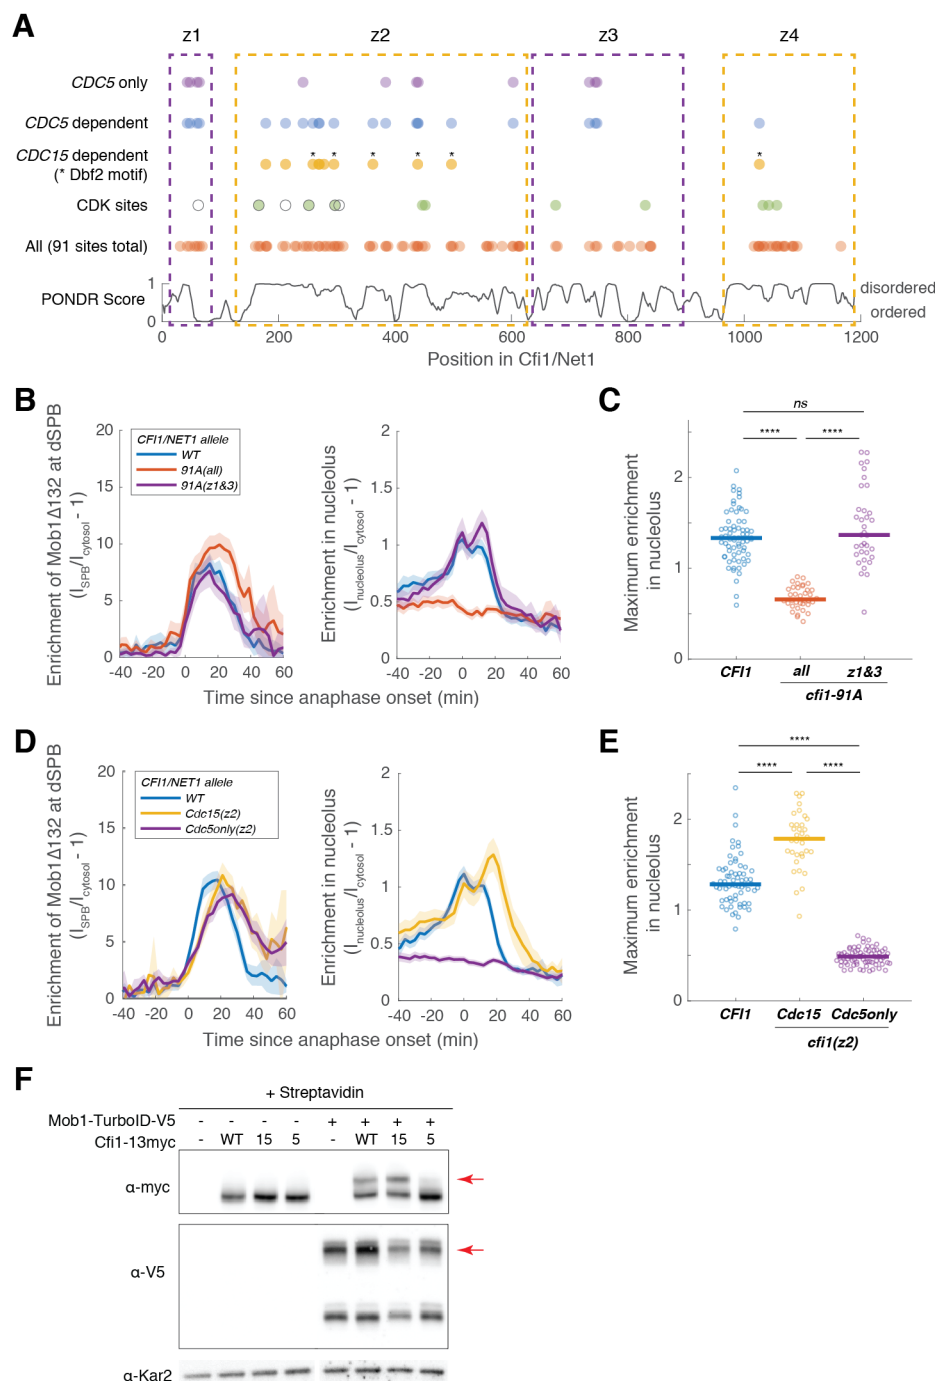 A
z1
z2
z3
z4
CDC5 only
CDC5 dependent
CDC15 dependent
(* Dbf2 motif)
* * * * * * *
CDK sites
All (91 sites total)
PONDR Score
1
0
disordered
ordered
0 200 400 600 800 1000 1200
Position in Cfi1/Net1
B
Enrichment of Mob1Δ132 at dSPB
(I SPB/I cytosol - 1)
20
15
10
5
0
CFI1/NET1 allele
WT
91A(all)
91A(z1&3)
-40 -20 0 20 40 60
Enrichment in nucleolus
(I nucleolus/I cytosol - 1)
2
1.5
1
0.5
0
-40 -20 0 20 40 60
Time since anaphase onset (min)
C
Maximum enrichment
in nucleolus
2
1
0
ns
**** ****
CFI1 all z1&3
cfi1-91A
D
Enrichment of Mob1Δ132 at dSPB
(I SPB/I cytosol - 1)
20
15
10
5
0
CFI1/NET1 allele
WT
Cdc15(z2)
Cdc5only(z2)
-40 -20 0 20 40 60
Enrichment in nucleolus
(I nucleolus/I cytosol - 1)
2
1.5
1
0.5
0
-40 -20 0 20 40 60
Time since anaphase onset (min)
E
Maximum enrichment
in nucleolus
2
1
0
****
**** ****
CFI1 Cdc15 Cdc5only
cfi1(z2)
F
+ Streptavidin
Mob1-TurboID-V5 - - - - + + + +
Cfi1-13myc - WT 15 5 - WT 15 5
α-myc
α-V5
α-Kar2